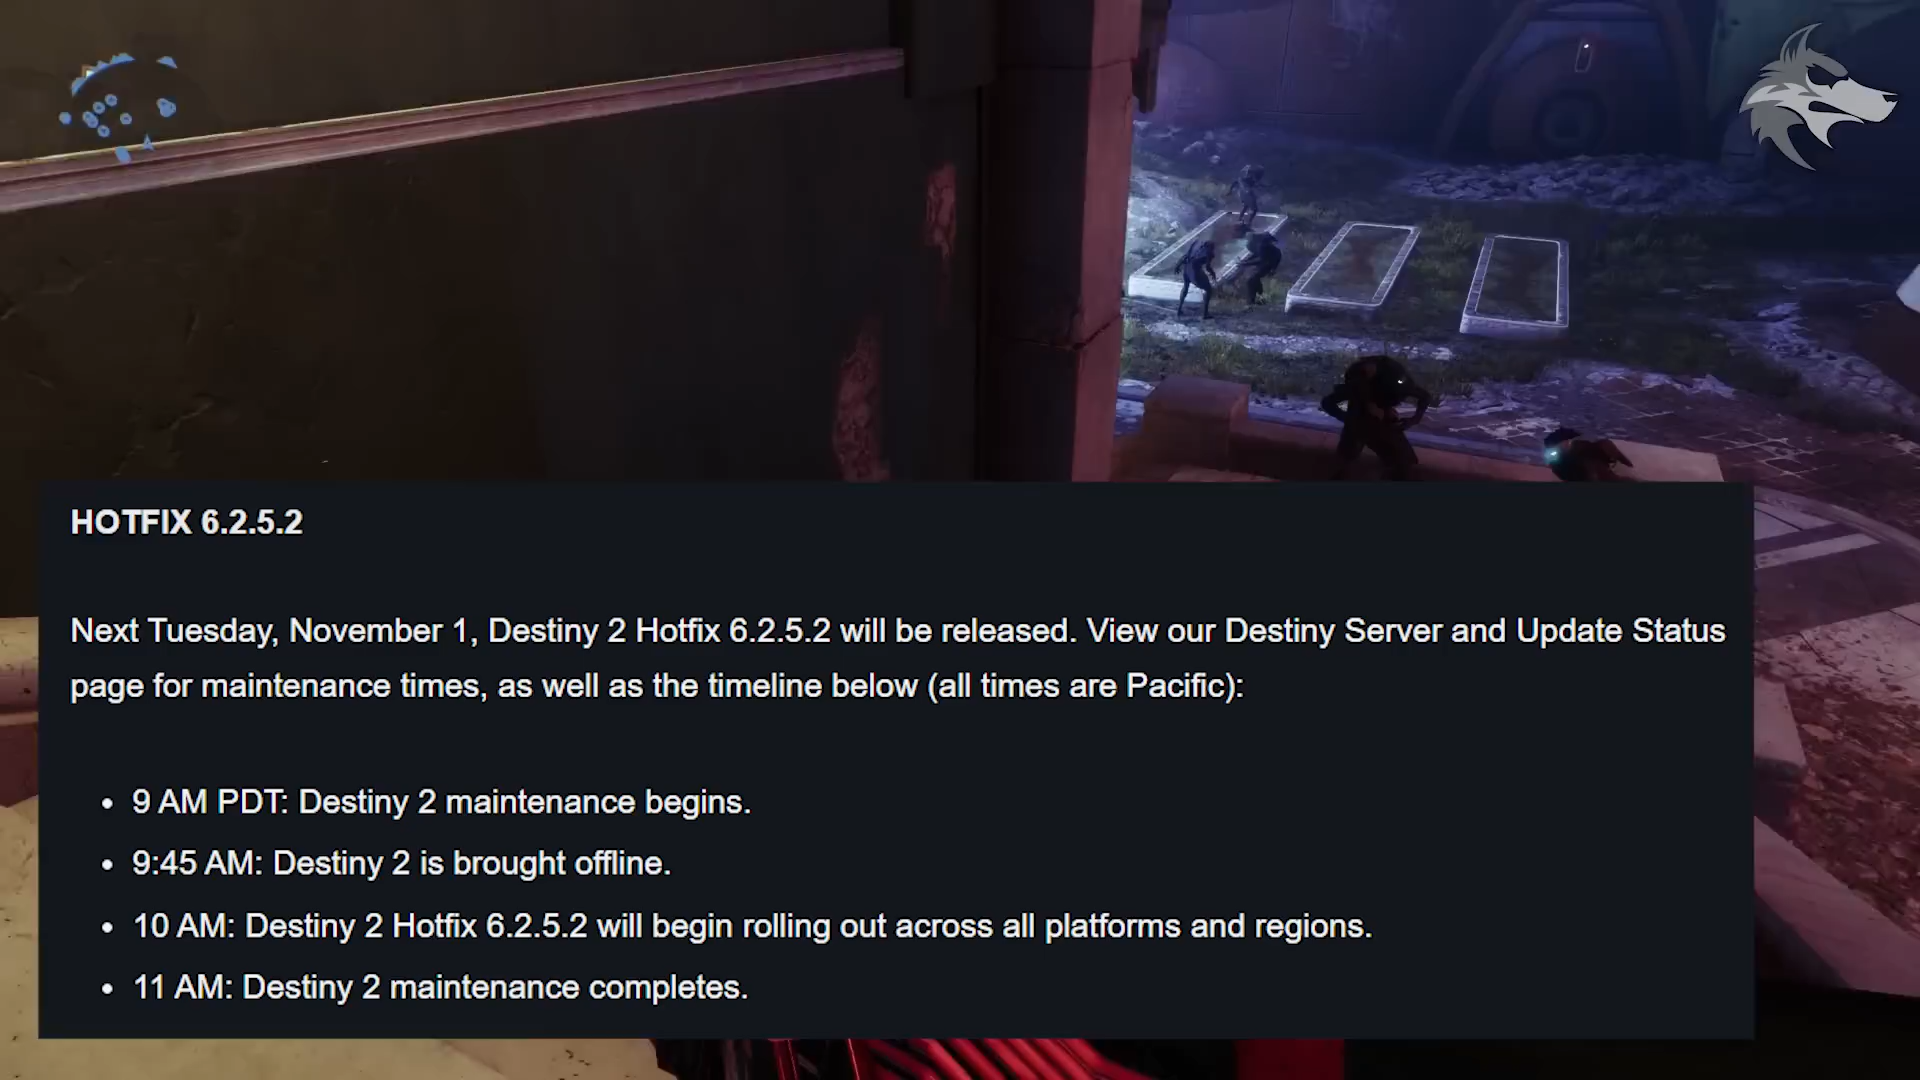 HOTFIX 6.2.5.2
Next Tuesday, November 1, Destiny 2 Hotfix 6.2.5.2 will be released. View our Destiny Server and Update Status
page for maintenance times, as well as the timeline below (all times are Pacific):
• 9 AM PDT: Destiny 2 maintenance begins.
• 9:45 AM: Destiny 2 is brought offline.
• 10 AM: Destiny 2 Hotfix 6.2.5.2 will begin rolling out across all platforms and regions.
• 11 AM: Destiny 2 maintenance completes.